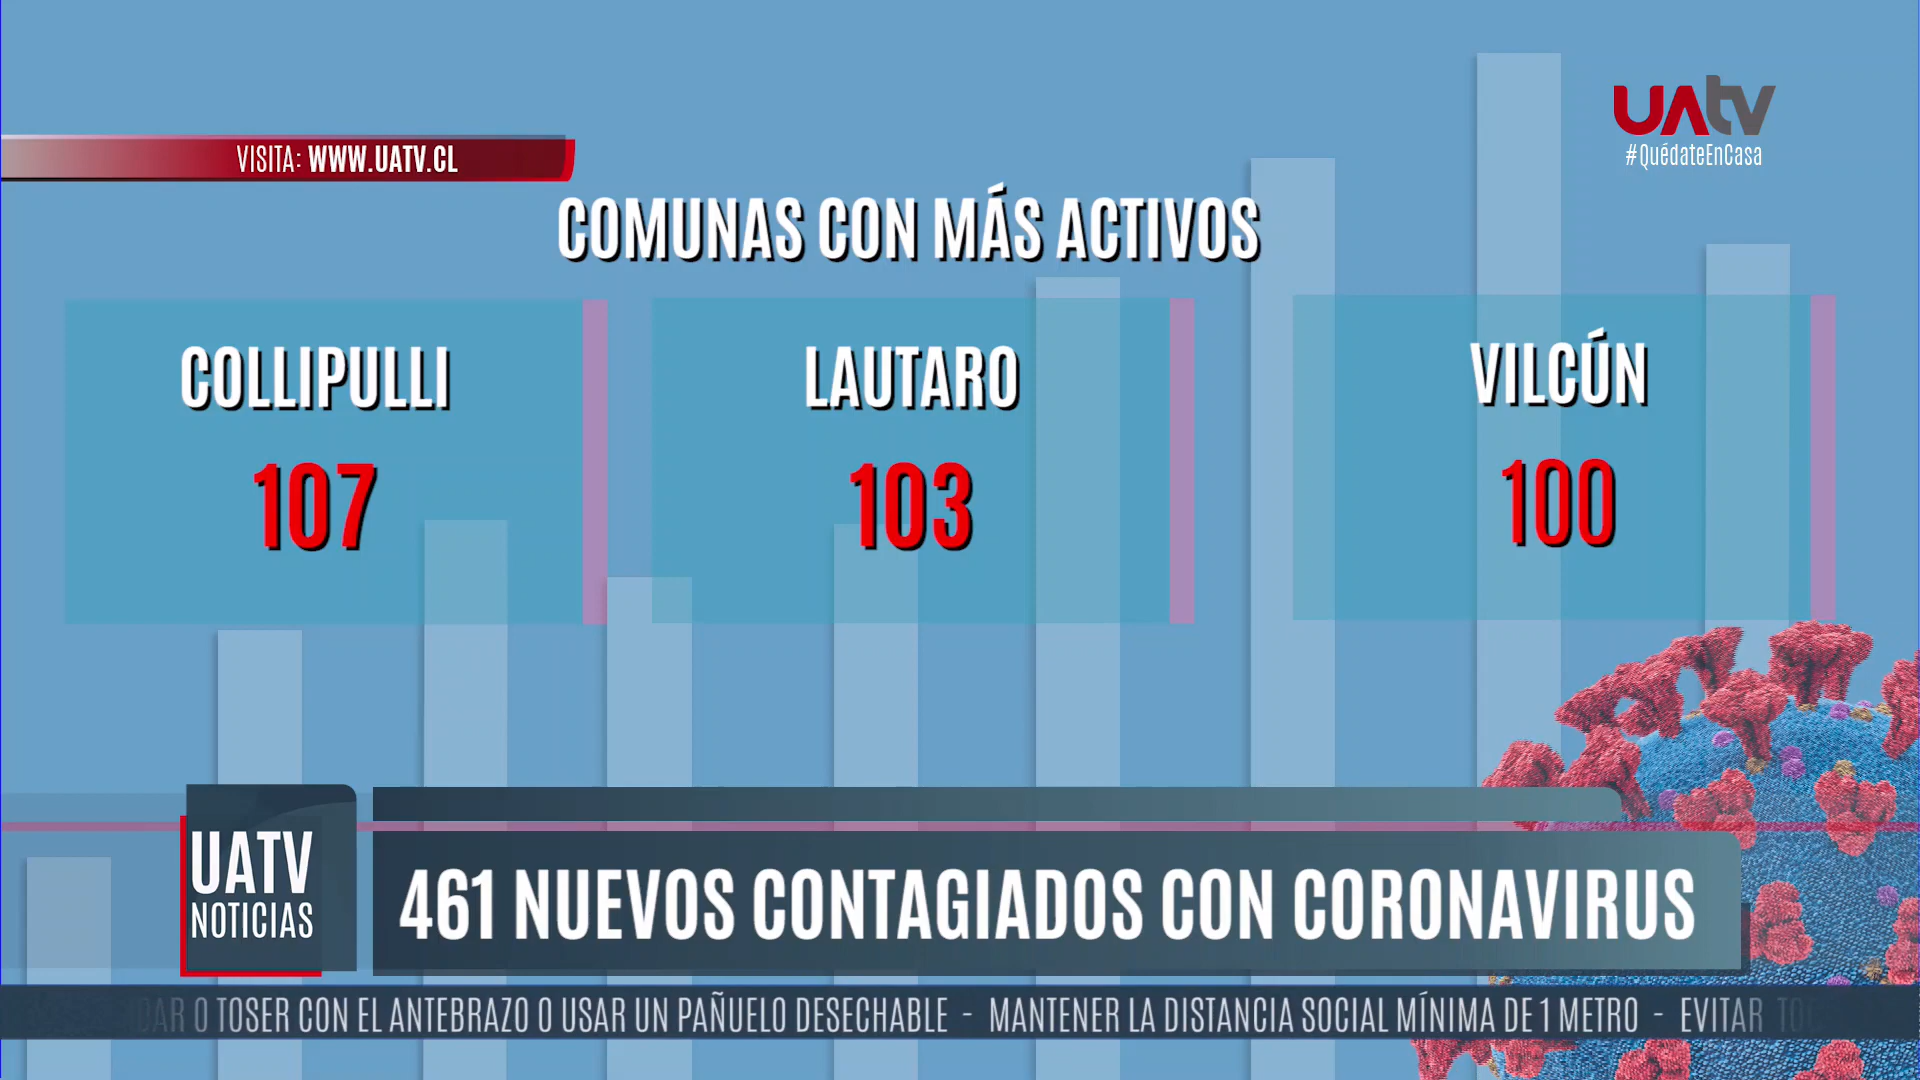 VISITA: WWW.UATV.CL
UATV
#QuédateEnCasa
COMUNAS CON MÁS ACTIVOS
COLLIPULLI
107
LAUTARO
103
VILCÚN
100
UATV
NOTICIAS
461 NUEVOS CONTAGIADOS CON CORONAVIRUS
O TOSER CON EL ANTEBRAZO O USAR UN PAÑUELO DESECHABLE - MANTENER LA DISTANCIA SOCIAL MÍNIMA DE 1 METRO - EVITAR